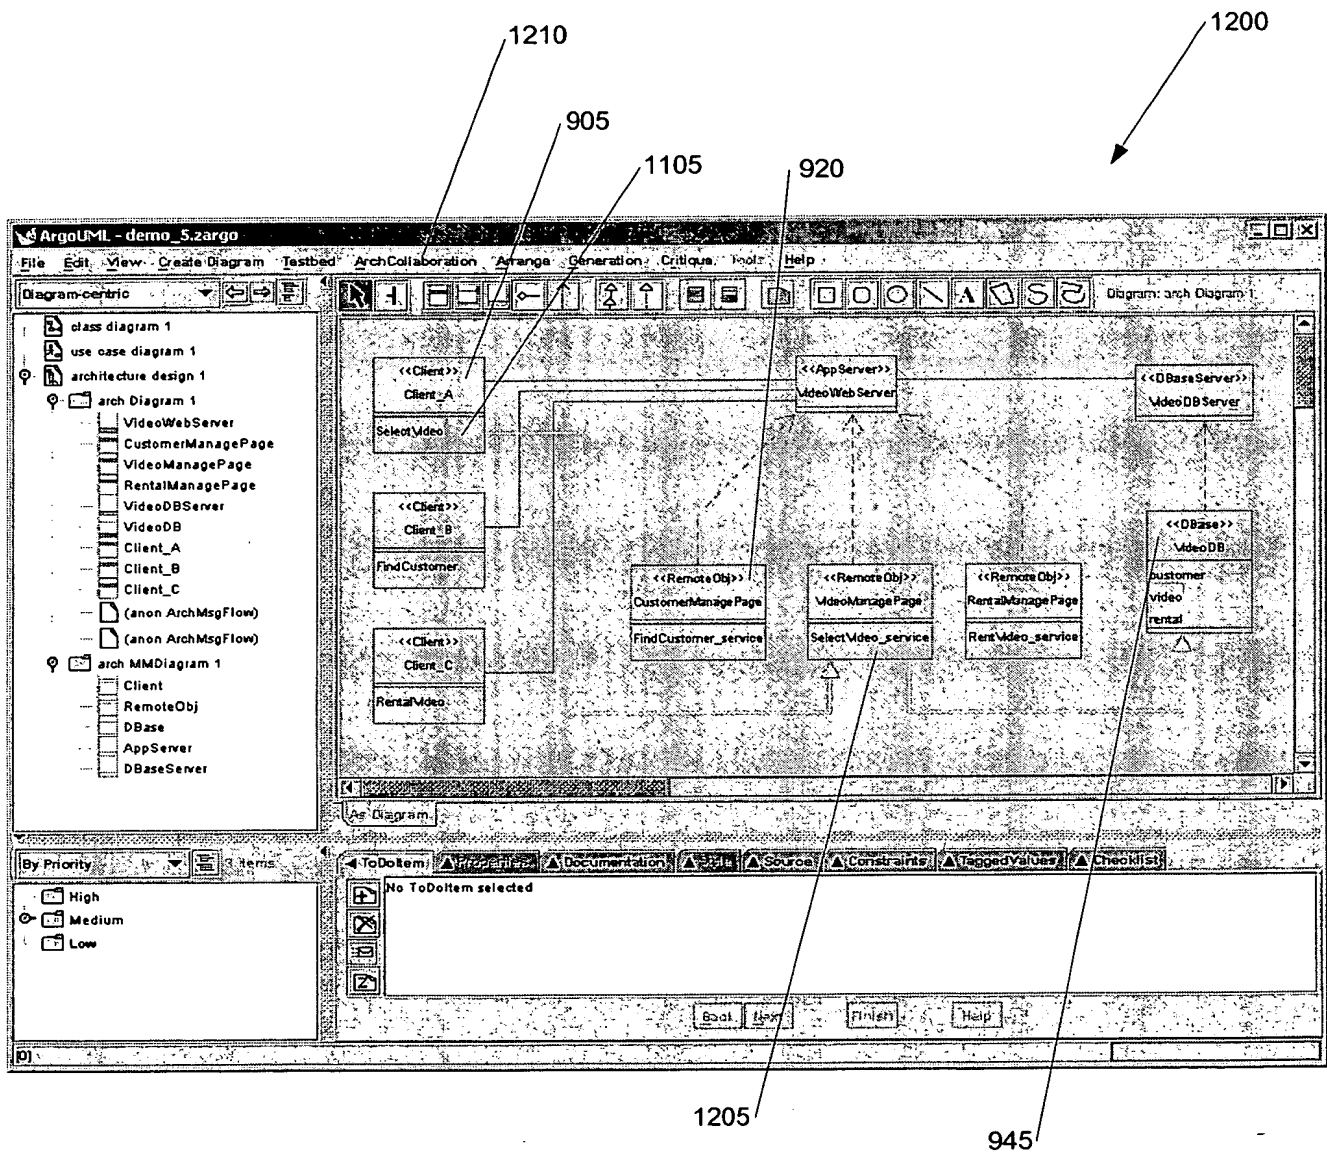 1210
1200
905
1105
920
ArgoUML - demo_5.zargo
File Edit View Create Diagram Testbed ArchCollaboration Arrange Generation Critique Tools Help
Diagram-centric
Diagram: arch Diagram 1
class diagram 1
use case diagram 1
architecture design 1
arch Diagram 1
VideoWebServer
CustomerManagePage
VideoManagePage
RentalManagePage
VideoDBServer
VideoDB
Client_A
Client_B
Client_C
(anon ArchMsgFlow)
(anon ArchMsgFlow)
arch MMDiagram 1
Client
RemoteObj
DBase
AppServer
DBaseServer
<<Client>>
Client_A
SelectVideo
<<Client>>
Client_B
FindCustomer
<<Client>>
Client_C
RentalVideo
<<AppServer>>
VideoWebServer
<<DBaseServer>>
VideoDBServer
<<RemoteObj>>
CustomerManagePage
FindCustomer_service
<<RemoteObj>>
VideoManagePage
SelectVideo_service
<<RemoteObj>>
RentalManagePage
RentVideo_service
<<DBase>>
VideoDB
customer
video
rental
As Diagram
By Priority
3 Items
High
Medium
Low
ToDoItem Documentation Source Constraints TaggedValues Checklist
No ToDoItem selected
Back Next Finish Help
[0]
1205
945